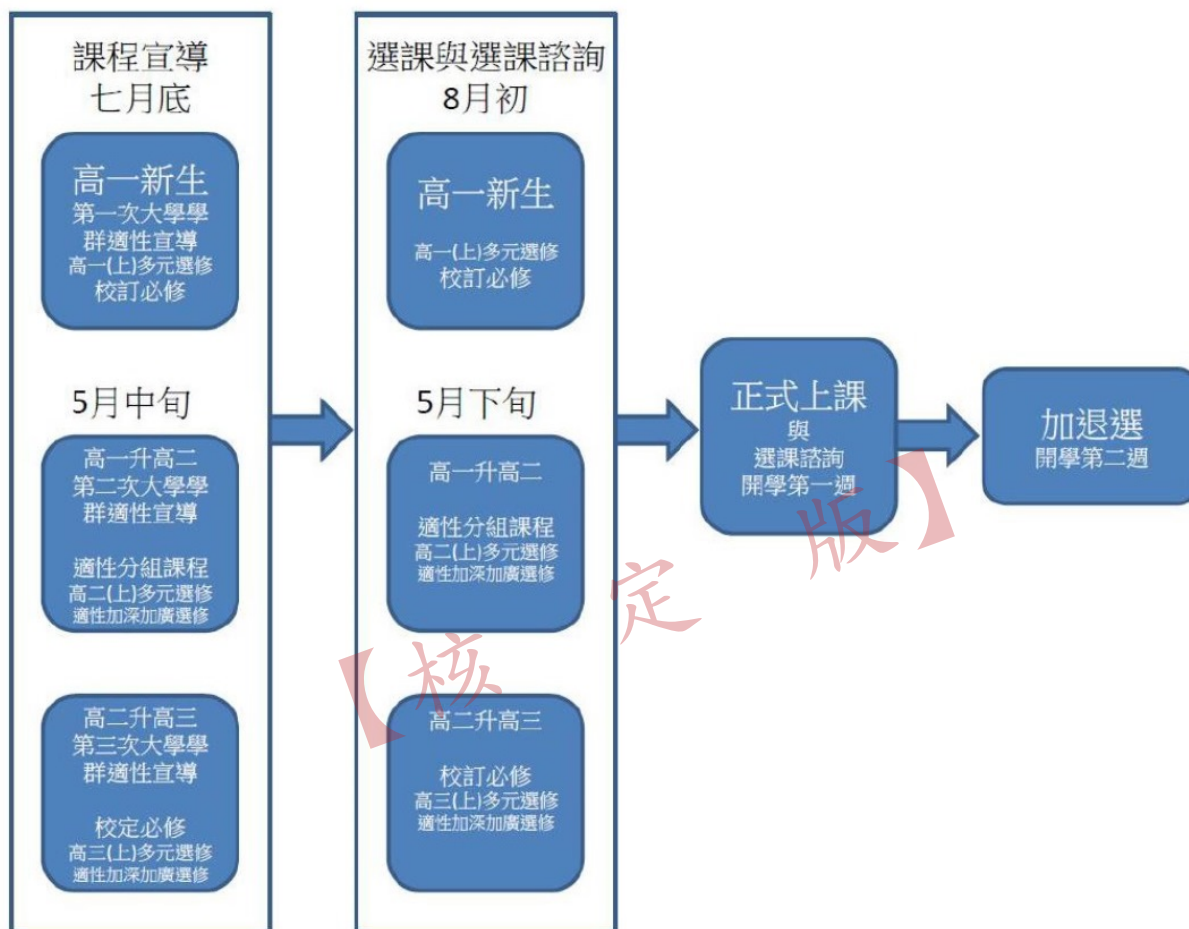 課程宣導
七月底
高一新生
第一次大學學
群適性宣導
高一(上)多元選修
校訂必修
5月中旬
高一升高二
第二次大學學
群適性宣導
適性分組課程
高二(上)多元選修
適性加深加廣選修
高二升高三
第三次大學學
群適性宣導
校定必修
高三(上)多元選修
適性加深加廣選修
選課與選課諮詢
8月初
高一新生
高一(上)多元選修
校訂必修
5月下旬
高一升高二
適性分組課程
高二(上)多元選修
適性加深加廣選修
高二升高三
校訂必修
高三(上)多元選修
適性加深加廣選修
正式上課
與
選課諮詢
開學第一週
加退選
開學第二週
【核定版】